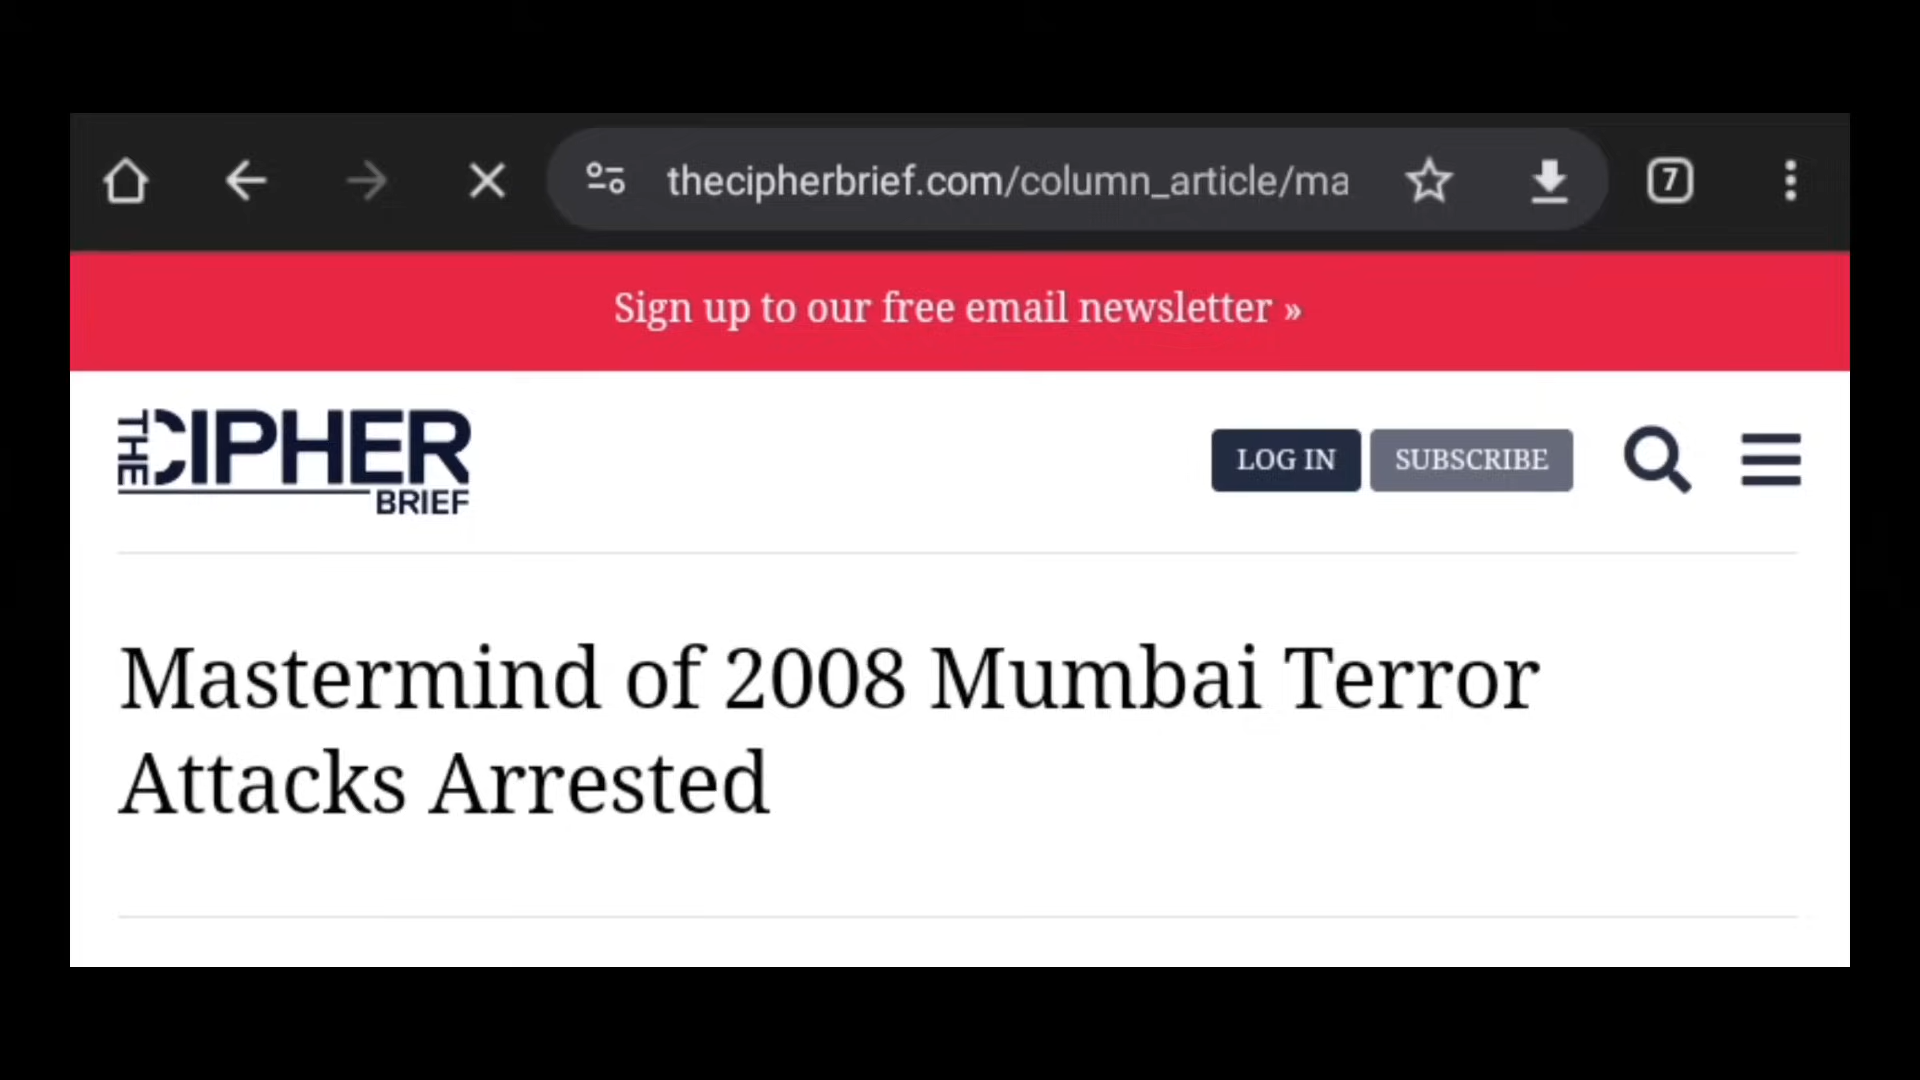 thecipherbrief.com/column_article/ma
7
Sign up to our free email newsletter »
THE CIPHER
BRIEF
LOG IN SUBSCRIBE
Mastermind of 2008 Mumbai Terror
Attacks Arrested